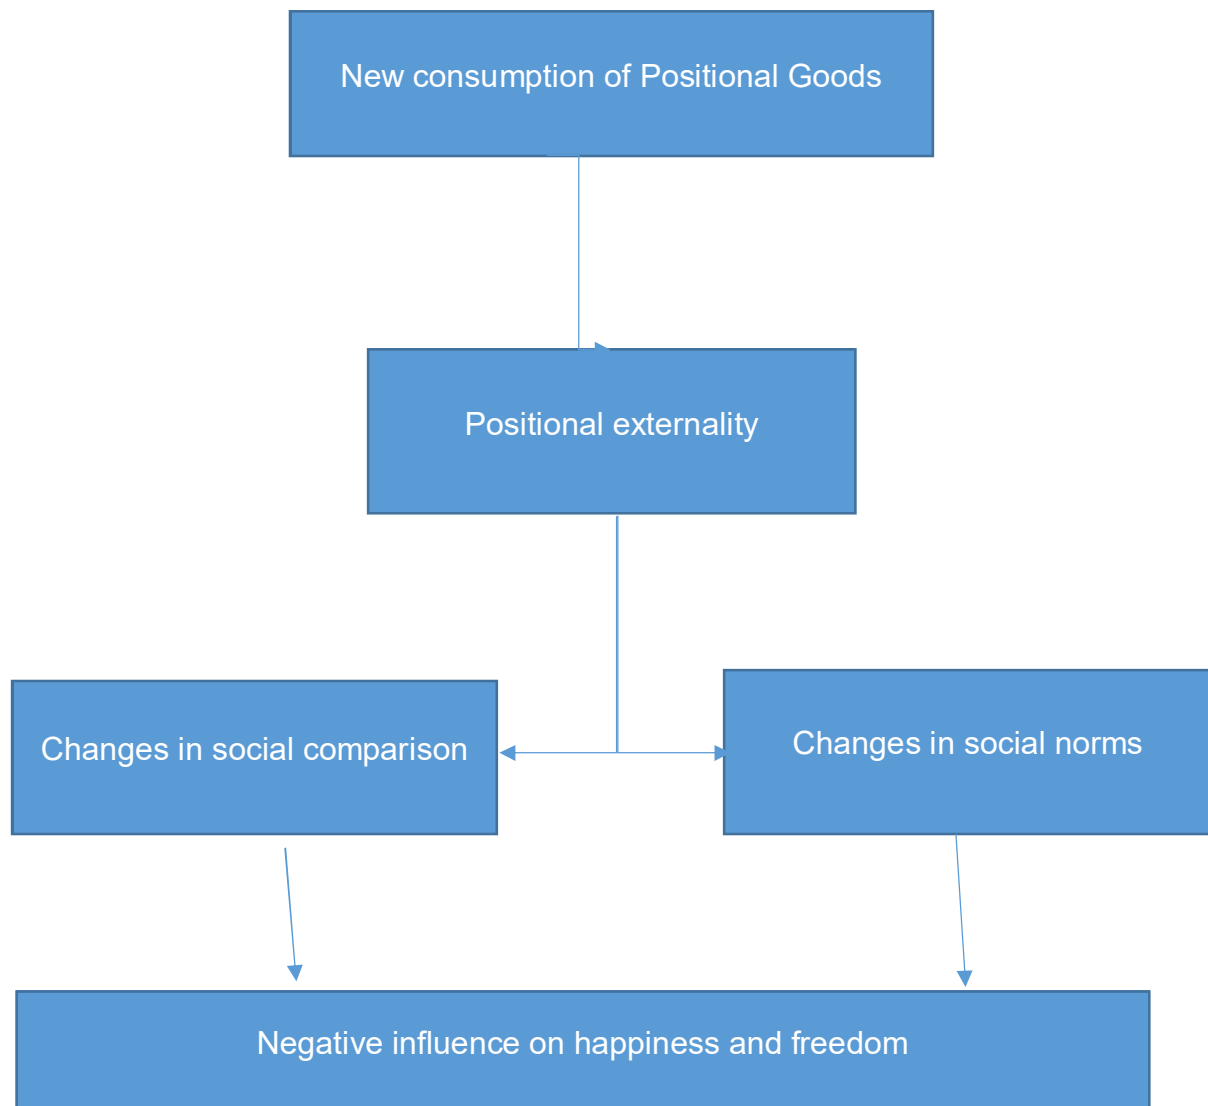 New consumption of Positional Goods
Positional externality
Changes in social comparison
Changes in social norms
Negative influence on happiness and freedom